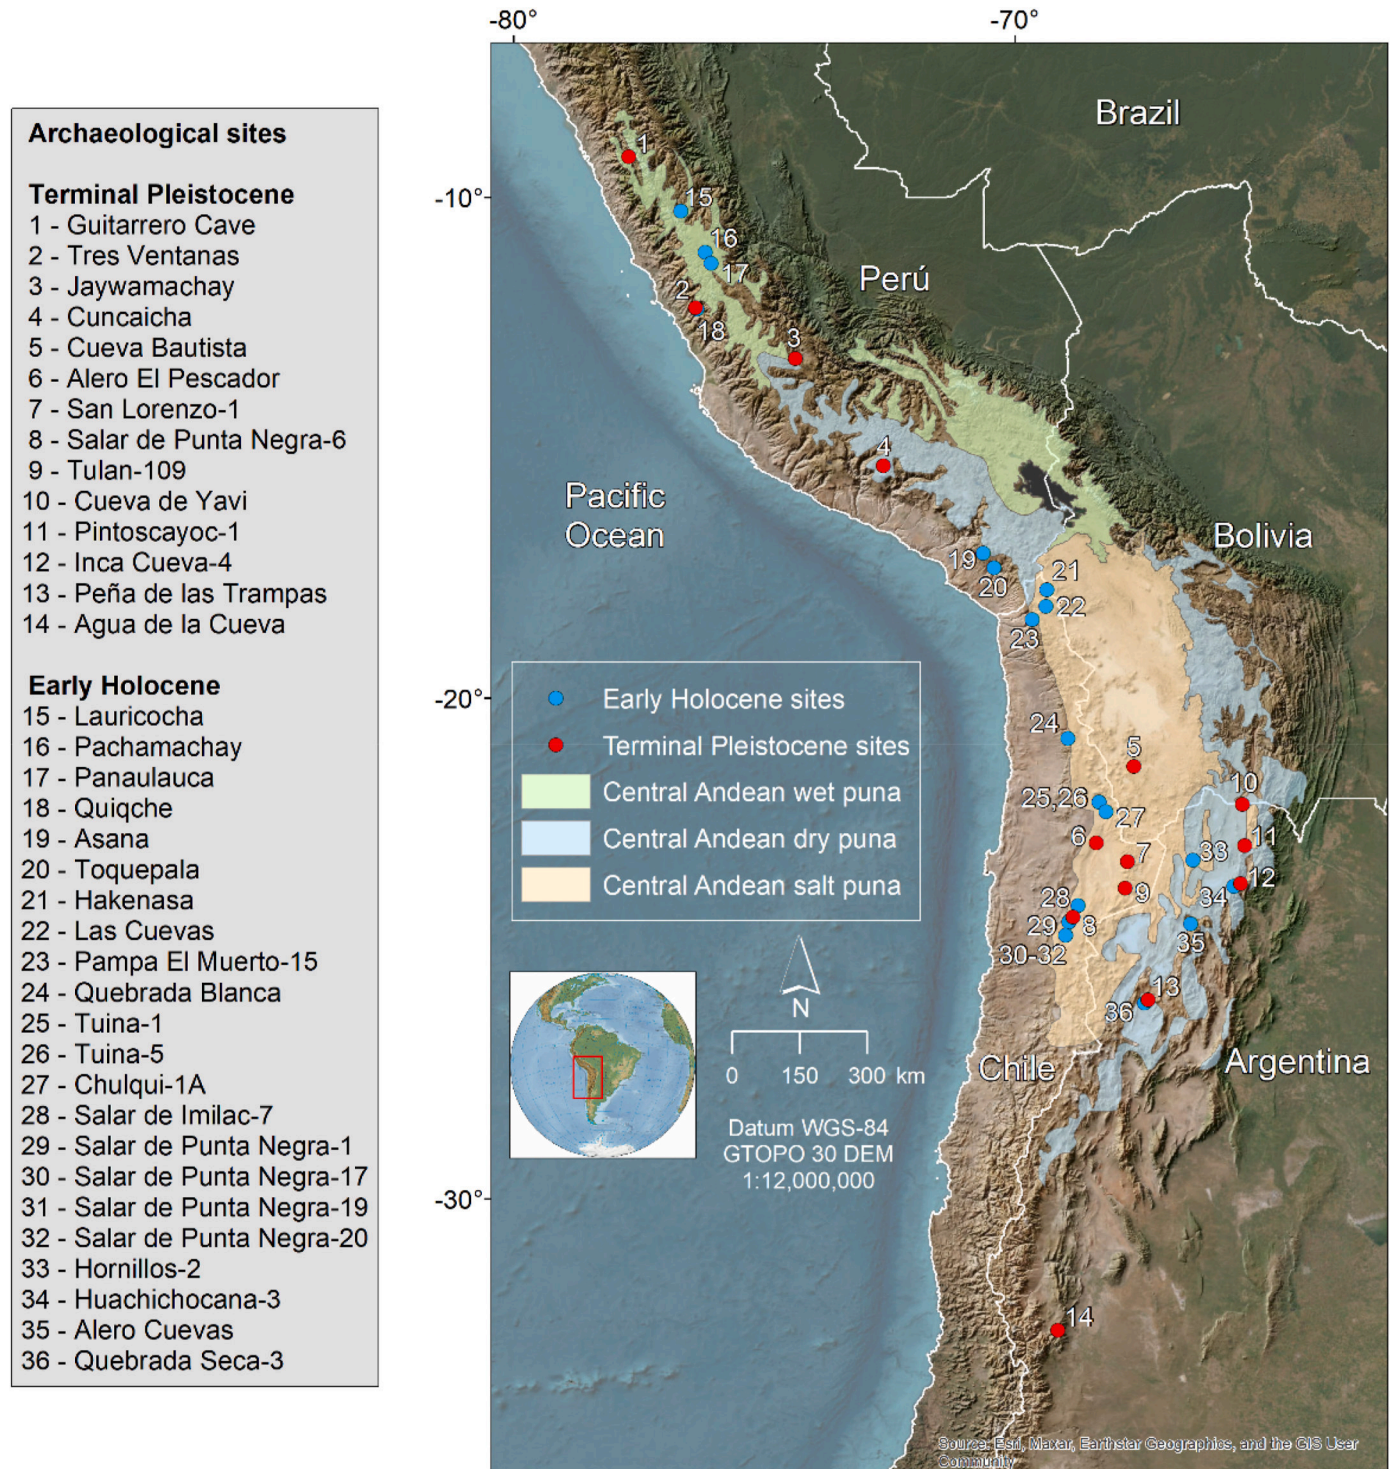 Archaeological sites
Terminal Pleistocene
1 - Guitarrero Cave
2 - Tres Ventanas
3 - Jaywamachay
4 - Cuncaicha
5 - Cueva Bautista
6 - Alero El Pescador
7 - San Lorenzo-1
8 - Salar de Punta Negra-6
9 - Tulan-109
10 - Cueva de Yavi
11 - Pintoscayoc-1
12 - Inca Cueva-4
13 - Peña de las Trampas
14 - Agua de la Cueva
Early Holocene
15 - Lauricocha
16 - Pachamachay
17 - Panaulauca
18 - Quiqche
19 - Asana
20 - Toquepala
21 - Hakenasa
22 - Las Cuevas
23 - Pampa El Muerto-15
24 - Quebrada Blanca
25 - Tuina-1
26 - Tuina-5
27 - Chulqui-1A
28 - Salar de Imilac-7
29 - Salar de Punta Negra-1
30 - Salar de Punta Negra-17
31 - Salar de Punta Negra-19
32 - Salar de Punta Negra-20
33 - Hornillos-2
34 - Huachichocana-3
35 - Alero Cuevas
36 - Quebrada Seca-3
-80°
-70°
-10°
-20°
-30°
Brazil
Perú
Pacific
Ocean
Bolivia
Chile
Argentina
1
15
16
17
2
18
3
4
19
20
21
22
23
24
5
25,26
27
10
6
7
11
33
9
12
34
28
29
8
35
30-32
13
36
14
Early Holocene sites
Terminal Pleistocene sites
Central Andean wet puna
Central Andean dry puna
Central Andean salt puna
N
0 150 300 km
Datum WGS-84
GTOPO 30 DEM
1:12,000,000
Source: Esri, Maxar, Earthstar Geographics, and the GIS User
Community